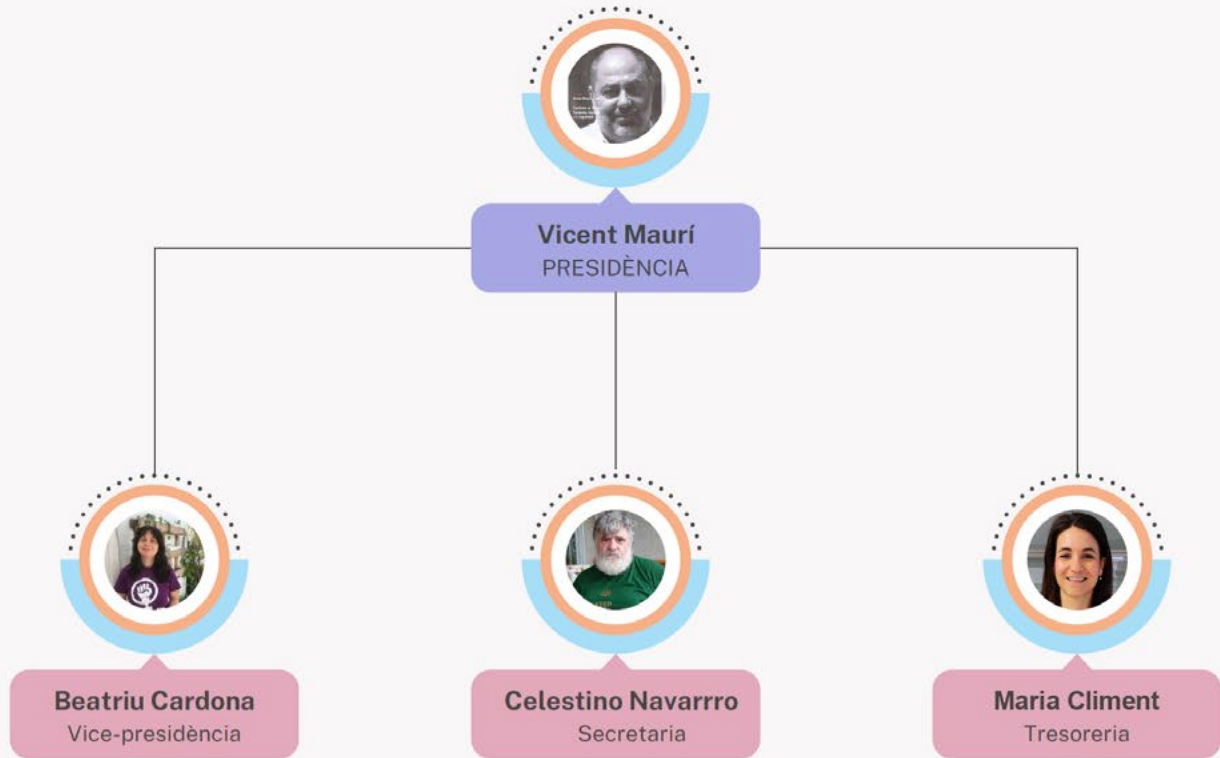 Vicent Maurí
PRESIDÈNCIA
Beatriu Cardona
Vice-presidència
Celestino Navarrro
Secretaria
Maria Climent
Tresoreria